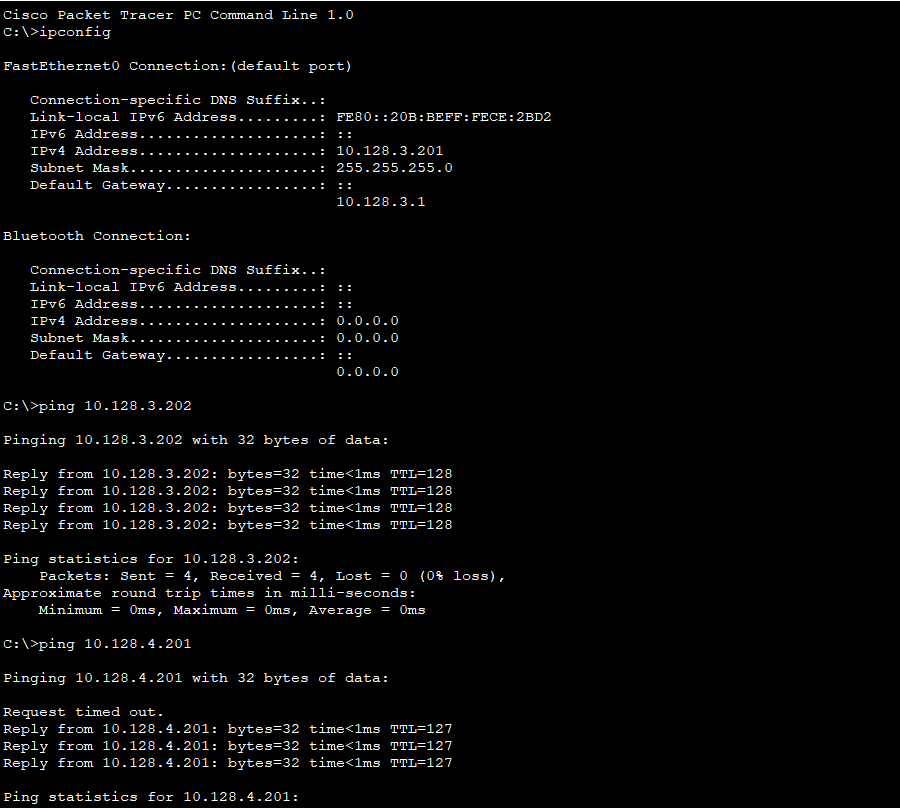 Cisco Packet Tracer PC Command Line 1.0
C:\>ipconfig
FastEthernet0 Connection:(default port)
Connection-specific DNS Suffix..:
Link-local IPv6 Address.........: FE80::20B:BEFF:FECE:2BD2
IPv6 Address....................: ::
IPv4 Address....................: 10.128.3.201
Subnet Mask.....................: 255.255.255.0
Default Gateway.................: ::
10.128.3.1
Bluetooth Connection:
Connection-specific DNS Suffix..:
Link-local IPv6 Address.........: ::
IPv6 Address....................: ::
IPv4 Address....................: 0.0.0.0
Subnet Mask.....................: 0.0.0.0
Default Gateway.................: ::
0.0.0.0
C:\>ping 10.128.3.202
Pinging 10.128.3.202 with 32 bytes of data:
Reply from 10.128.3.202: bytes=32 time<1ms TTL=128
Reply from 10.128.3.202: bytes=32 time<1ms TTL=128
Reply from 10.128.3.202: bytes=32 time<1ms TTL=128
Reply from 10.128.3.202: bytes=32 time<1ms TTL=128
Ping statistics for 10.128.3.202:
Packets: Sent = 4, Received = 4, Lost = 0 (0% loss),
Approximate round trip times in milli-seconds:
Minimum = 0ms, Maximum = 0ms, Average = 0ms
C:\>ping 10.128.4.201
Pinging 10.128.4.201 with 32 bytes of data:
Request timed out.
Reply from 10.128.4.201: bytes=32 time<1ms TTL=127
Reply from 10.128.4.201: bytes=32 time<1ms TTL=127
Reply from 10.128.4.201: bytes=32 time<1ms TTL=127
Ping statistics for 10.128.4.201: